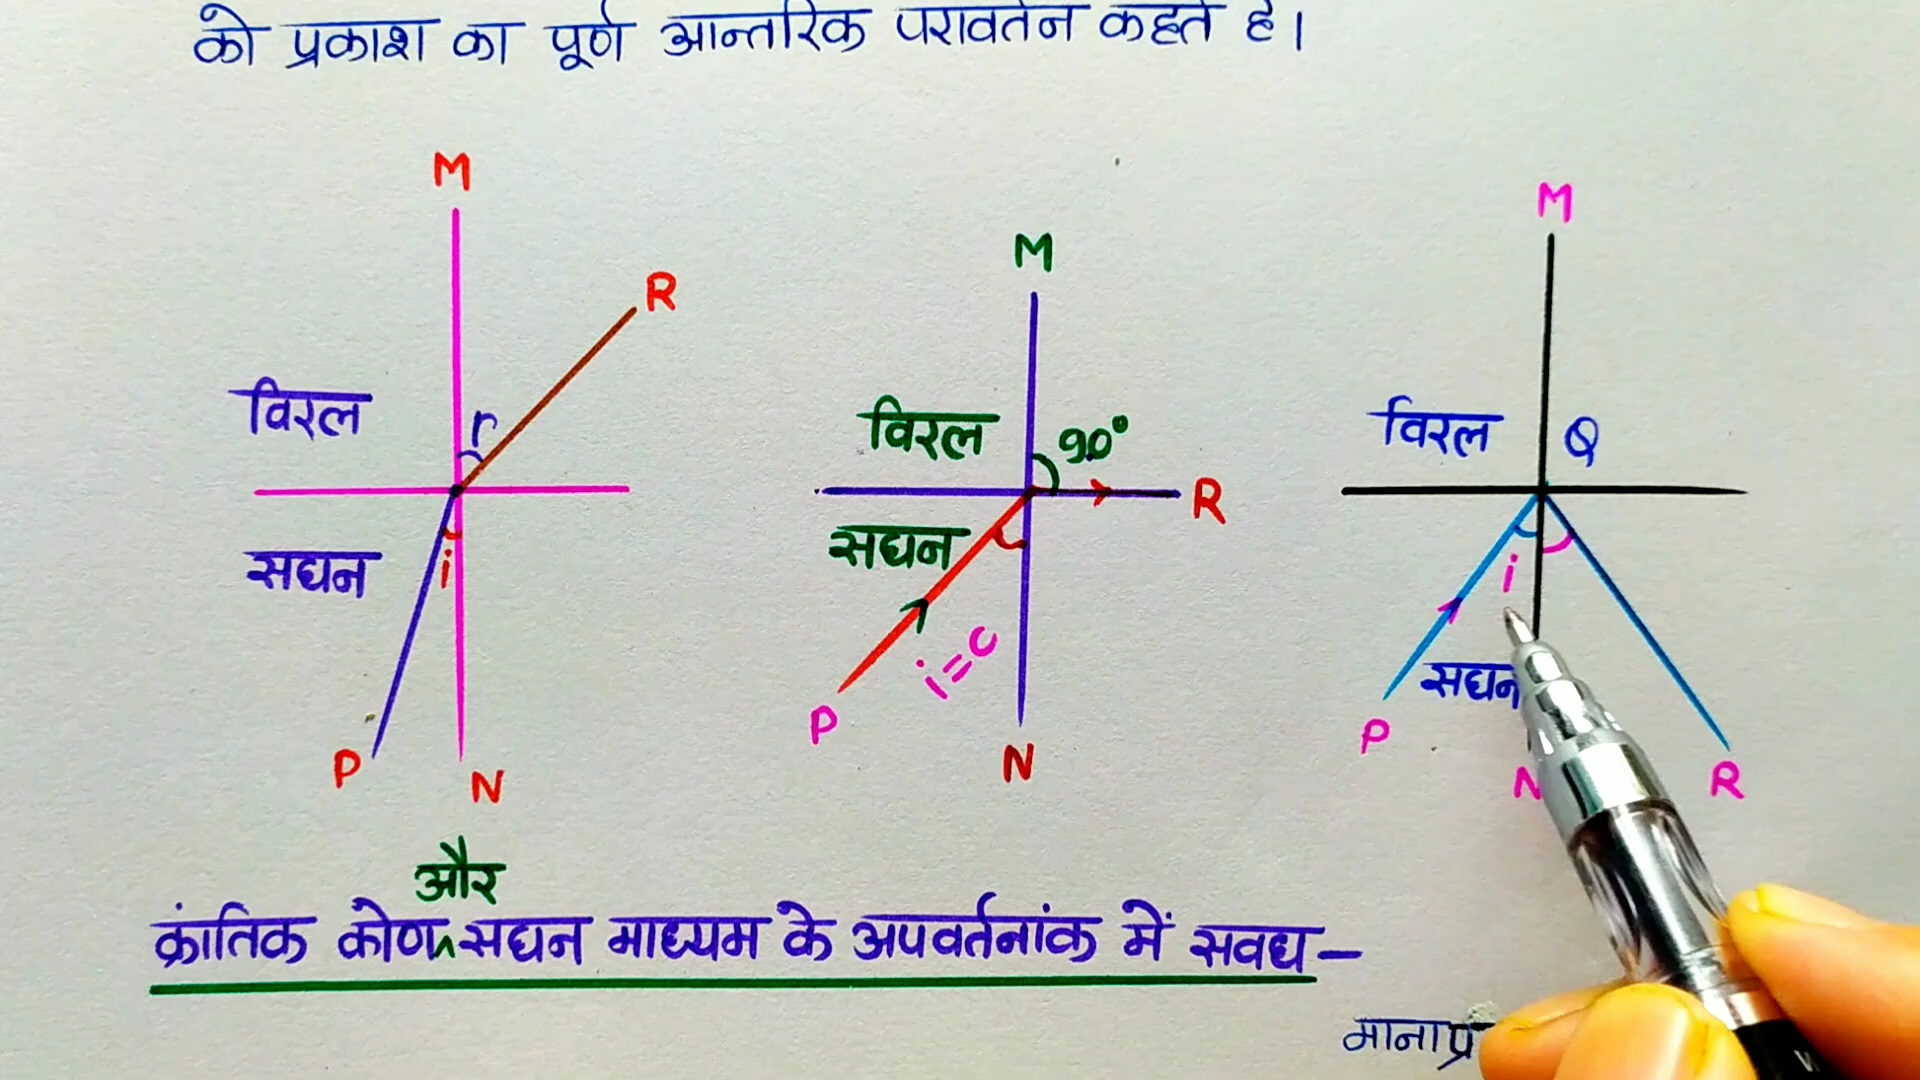 को प्रकाश का पूर्ण आन्तरिक परावर्तन कहते है।
M
R
विरल
r
सघन
i
P
N
M
विरल
90°
R
सघन
i=c
P
N
M
विरल
Q
i
सघन
P
N
R
और
क्रांतिक कोण^सघन माध्यम के अपवर्तनांक में सवध –
माना प्र